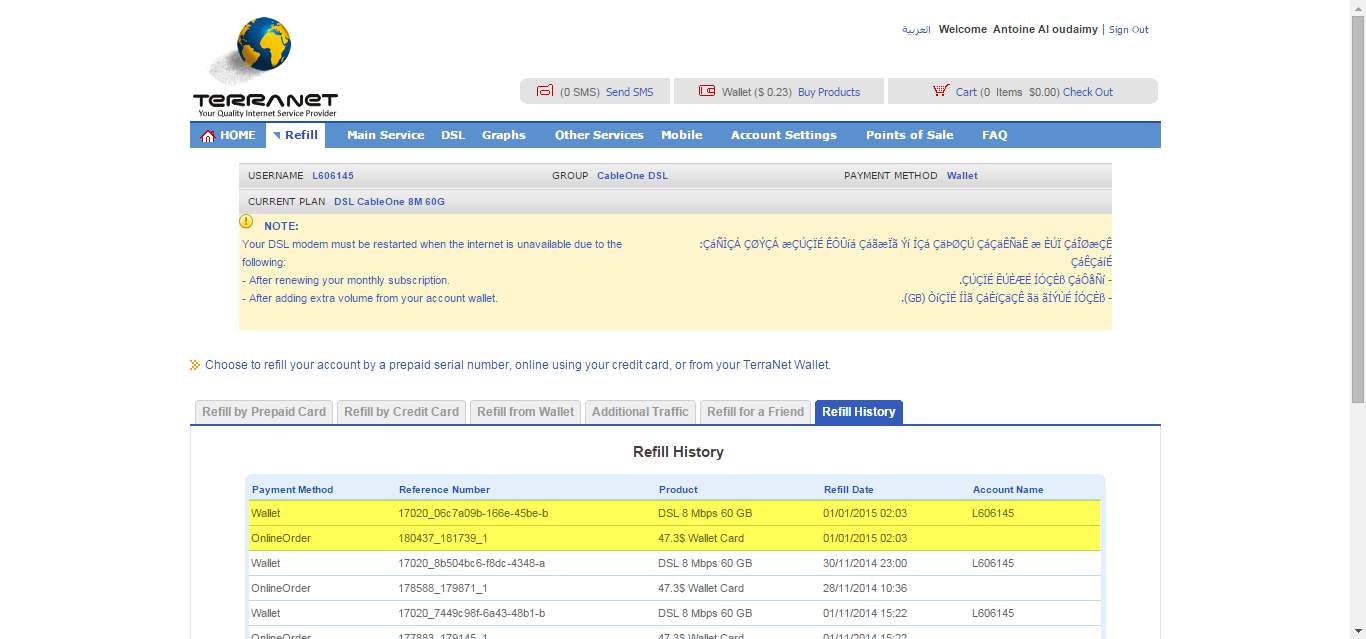 العربية Welcome Antoine Al oudaimy | Sign Out
TERRANET
Your Quality Internet Service Provider
(0 SMS) Send SMS
Wallet ($ 0.23) Buy Products
Cart (0 Items $0.00) Check Out
HOME Refill Main Service DSL Graphs Other Services Mobile Account Settings Points of Sale FAQ
USERNAME L606145 GROUP CableOne DSL PAYMENT METHOD Wallet
CURRENT PLAN DSL CableOne 8M 60G
NOTE:
Your DSL modem must be restarted when the internet is unavailable due to the
following:
- After renewing your monthly subscription.
- After adding extra volume from your account wallet.
:ÇáÑÌÇÁ ÇØÝÇÁ æÇÚÇÏÉ ÊÔÛíá ÇáãæÏã Ýí ÍÇá ÇäÞØÇÚ ÇáÇäÊÑäÊ æ ÈÚÏ ÇáÎØæÇÊ
ÇáÊÇáíÉ
.ÇÚÇÏÉ ÊÚÈÆÉ ÍÓÇÈß ÇáÔåÑí -
.(GB) ÒíÇÏÉ ÍÌã ÇáÈíÇäÇÊ ãä ãÍÝÙÉ ÍÓÇÈß -
Choose to refill your account by a prepaid serial number, online using your credit card, or from your TerraNet Wallet.
Refill by Prepaid Card Refill by Credit Card Refill from Wallet Additional Traffic Refill for a Friend Refill History
Refill History
Payment Method Reference Number Product Refill Date Account Name
Wallet 17020_06c7a09b-166e-45be-b DSL 8 Mbps 60 GB 01/01/2015 02:03 L606145
OnlineOrder 180437_181739_1 47.3$ Wallet Card 01/01/2015 02:03
Wallet 17020_8b504bc6-f8dc-4348-a DSL 8 Mbps 60 GB 30/11/2014 23:00 L606145
OnlineOrder 178588_179871_1 47.3$ Wallet Card 28/11/2014 10:36
Wallet 17020_7449c98f-6a43-48b1-b DSL 8 Mbps 60 GB 01/11/2014 15:22 L606145
OnlineOrder 177883_179145_1 47.3$ Wallet Card 01/11/2014 15:22